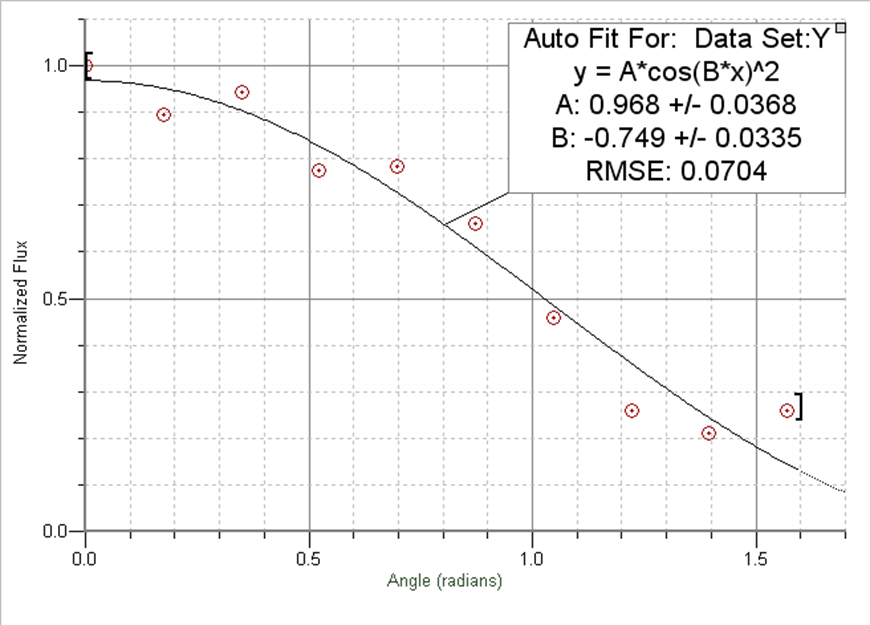 Auto Fit For: Data Set:Y
y = A*cos(B*x)^2
A: 0.968 +/- 0.0368
B: -0.749 +/- 0.0335
RMSE: 0.0704
1.0
0.5
0.0
Normalized Flux
0.0 0.5 1.0 1.5
Angle (radians)